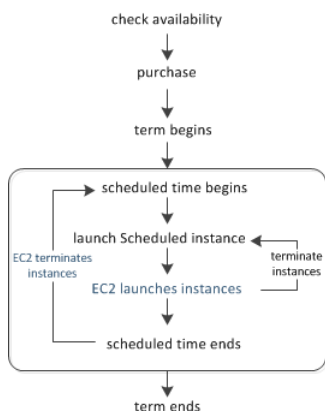 check availability
purchase
term begins
scheduled time begins
launch Scheduled instance
EC2 terminates
instances
terminate
instances
EC2 launches instances
scheduled time ends
term ends